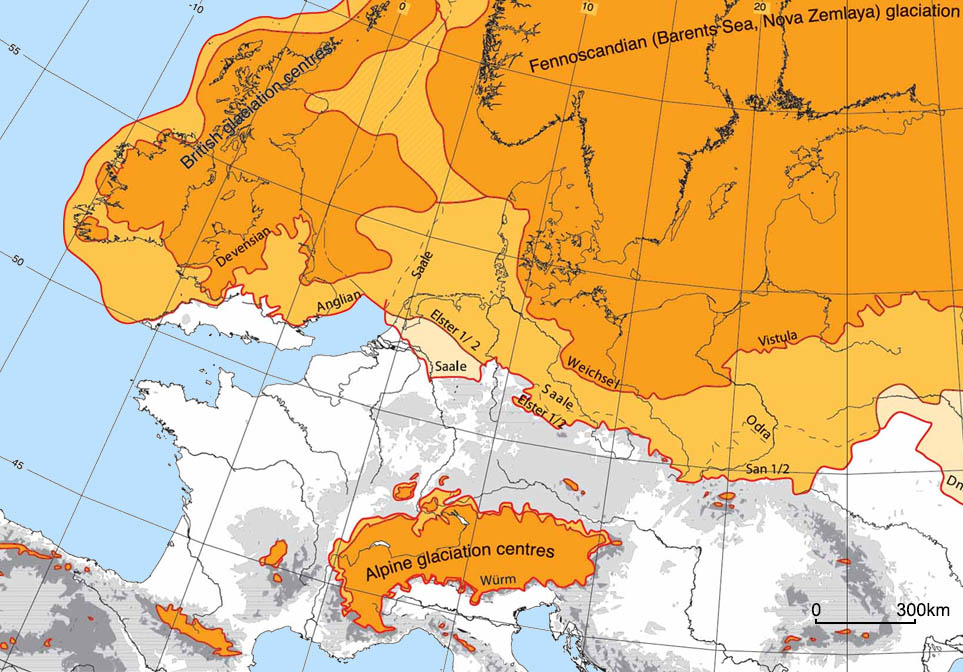 -10
0
10
20
Fennoscandian (Barents Sea, Nova Zemlaya) glaciation
55
British glaciation centres
50
Devensian
Saale
Anglian
Elster 1/ 2
Saale
Weichsel
Vistula
Saale
Elster 1/2
Odra
San 1/2
Dn
45
Alpine glaciation centres
Würm
0 300km